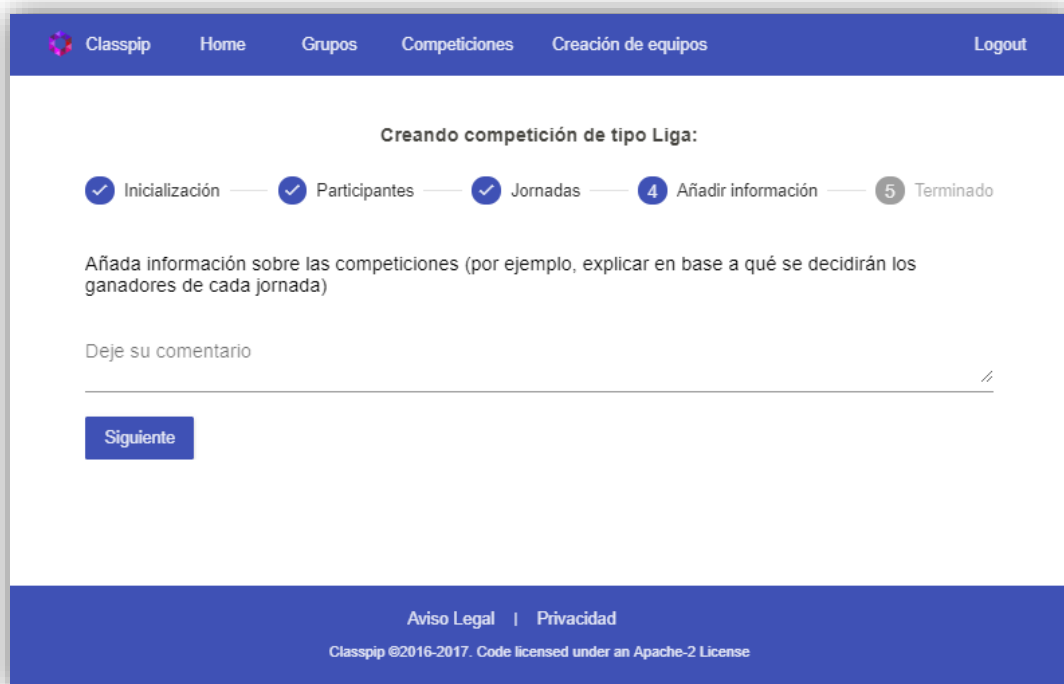 Classpip Home Grupos Competiciones Creación de equipos Logout
Creando competición de tipo Liga:
Inicialización Participantes Jornadas 4 Añadir información 5 Terminado
Añada información sobre las competiciones (por ejemplo, explicar en base a qué se decidirán los
ganadores de cada jornada)
Deje su comentario
Siguiente
Aviso Legal | Privacidad
Classpip ©2016-2017. Code licensed under an Apache-2 License